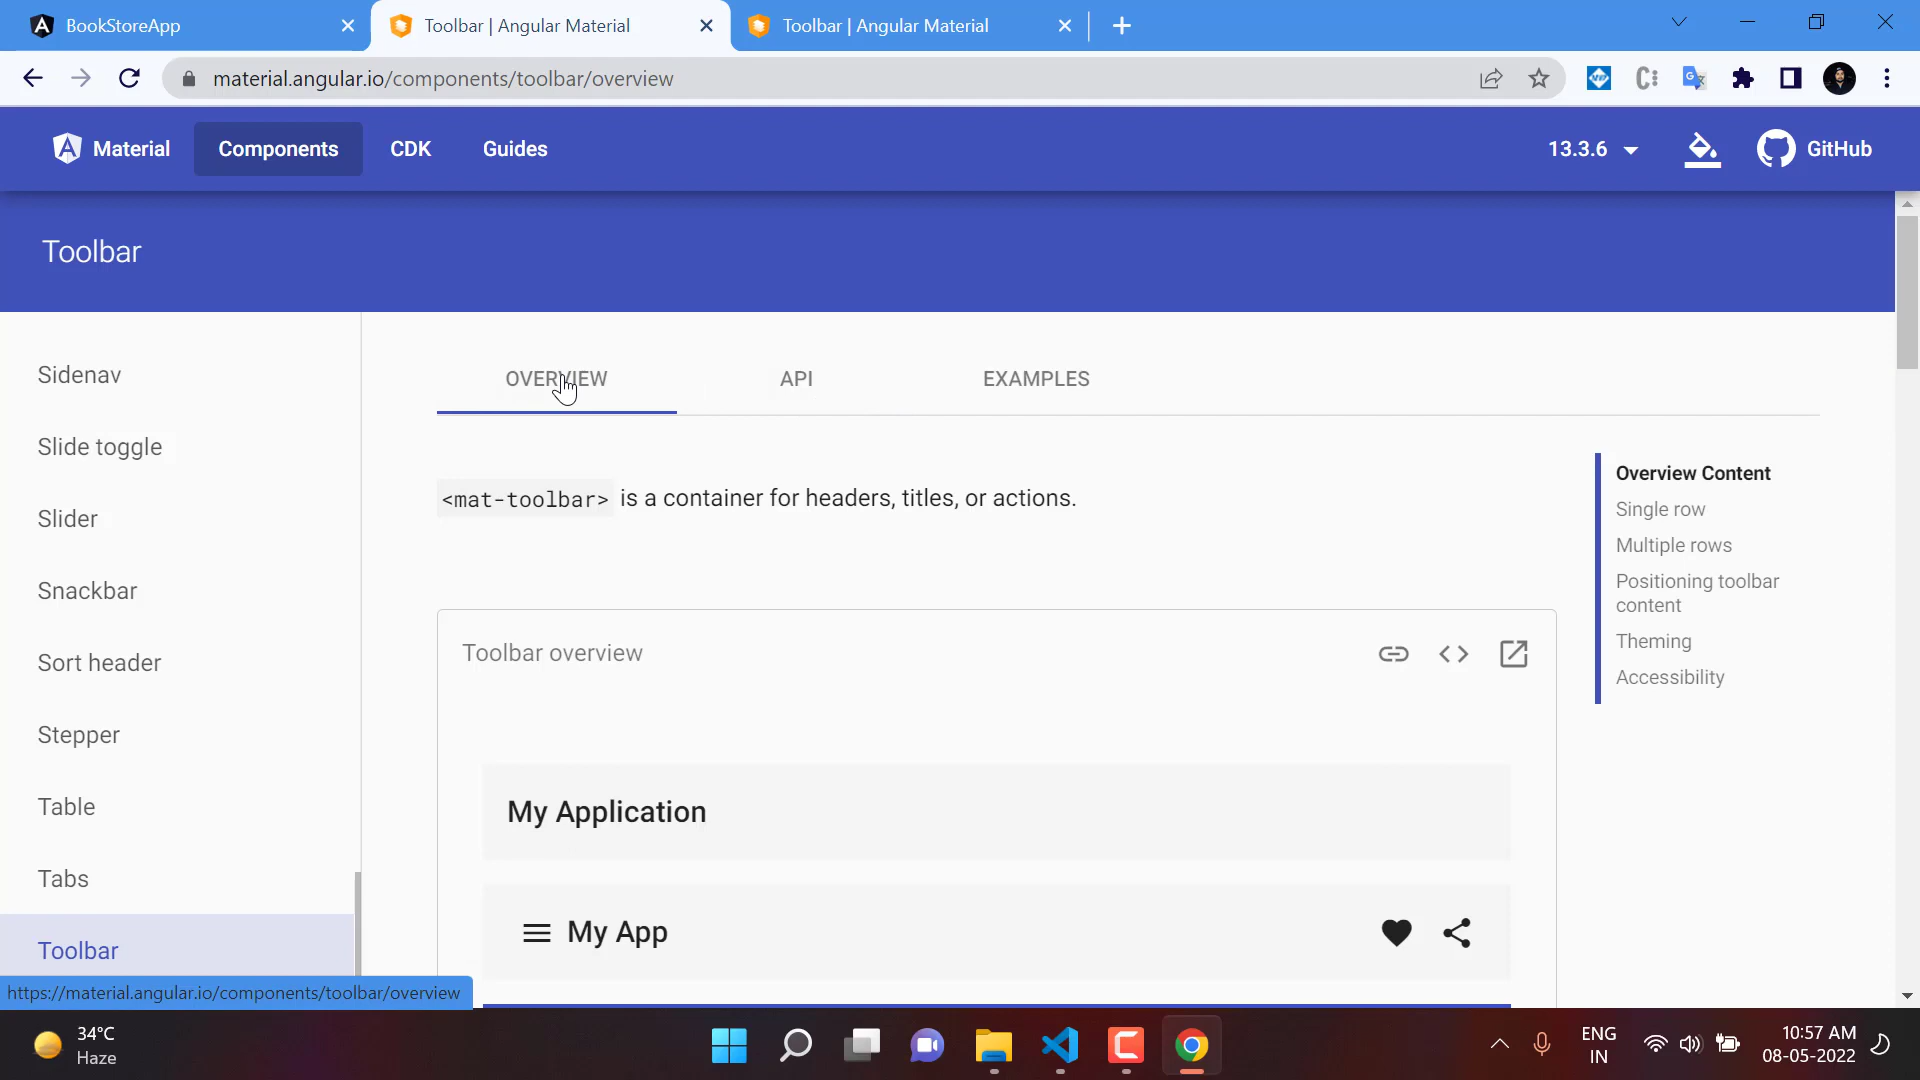 BookStoreApp
Toolbar | Angular Material
Toolbar | Angular Material
material.angular.io/components/toolbar/overview
Material
Components
CDK
Guides
13.3.6
GitHub
Toolbar
Sidenav
Slide toggle
Slider
Snackbar
Sort header
Stepper
Table
Tabs
Toolbar
OVERVIEW
API
EXAMPLES
<mat-toolbar> is a container for headers, titles, or actions.
Overview Content
Single row
Multiple rows
Positioning toolbar
content
Theming
Accessibility
Toolbar overview
My Application
My App
https://material.angular.io/components/toolbar/overview
34°C
Haze
ENG
IN
10:57 AM
08-05-2022